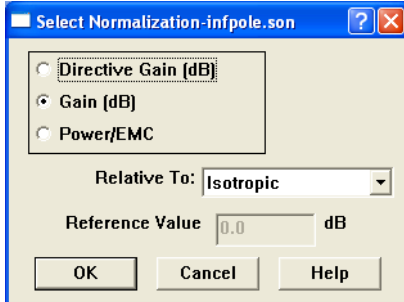 Select Normalization-infpole.son
Directive Gain (dB)
Gain (dB)
Power/EMC
Relative To: Isotropic
Reference Value 0.0 dB
OK Cancel Help